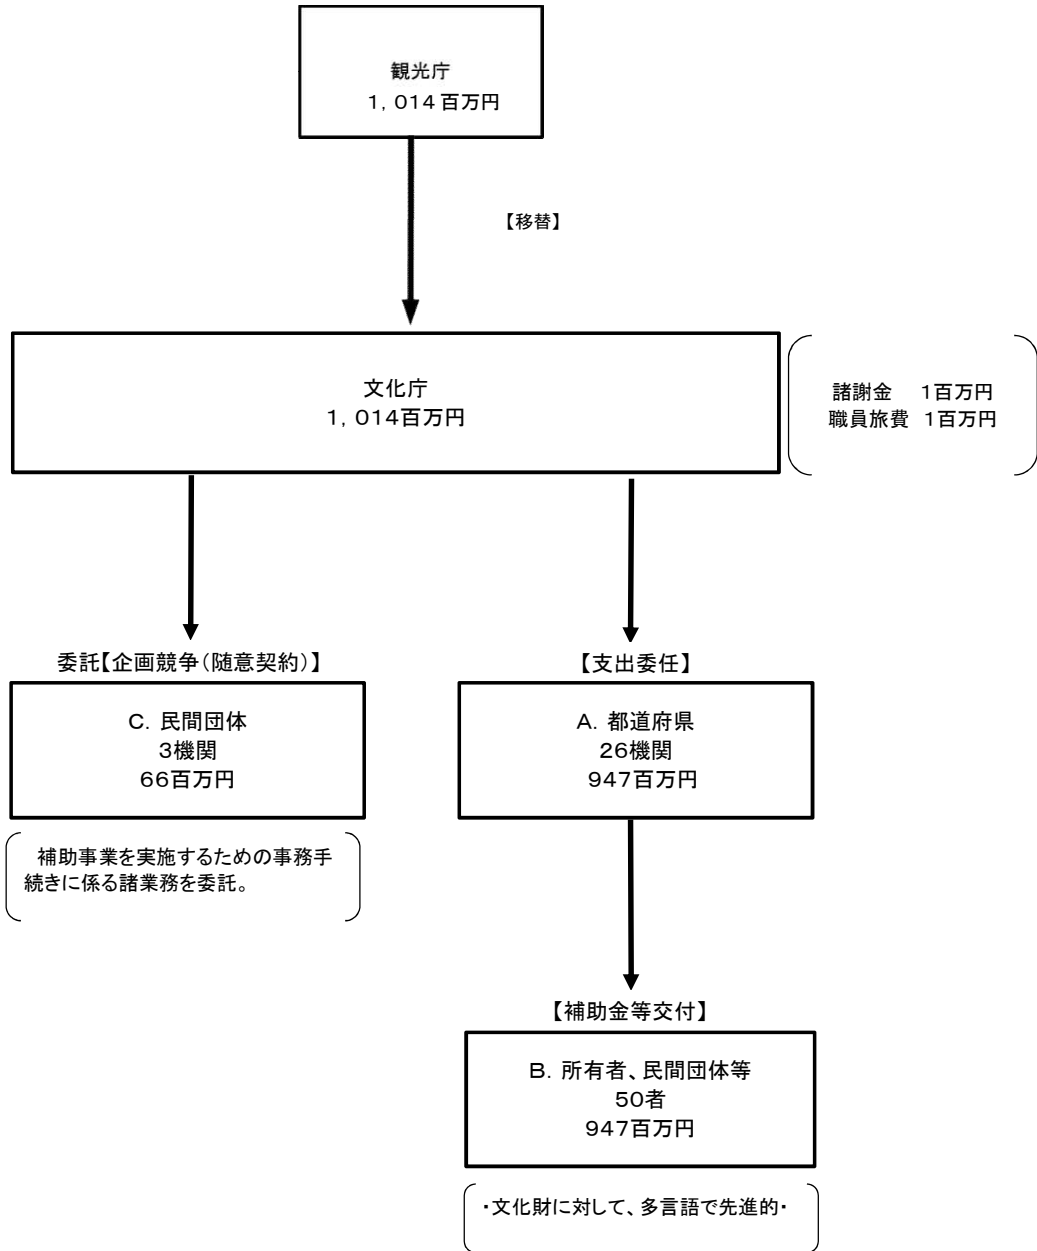 観光庁
1，014百万円
【移替】
文化庁
1，014百万円
諸謝金　1百万円
職員旅費　1百万円
委託【企画競争（随意契約）】
C．民間団体
3機関
66百万円
補助事業を実施するための事務手
続きに係る諸業務を委託。
【支出委任】
A．都道府県
26機関
947百万円
【補助金等交付】
B．所有者、民間団体等
50者
947百万円
・文化財に対して、多言語で先進的・